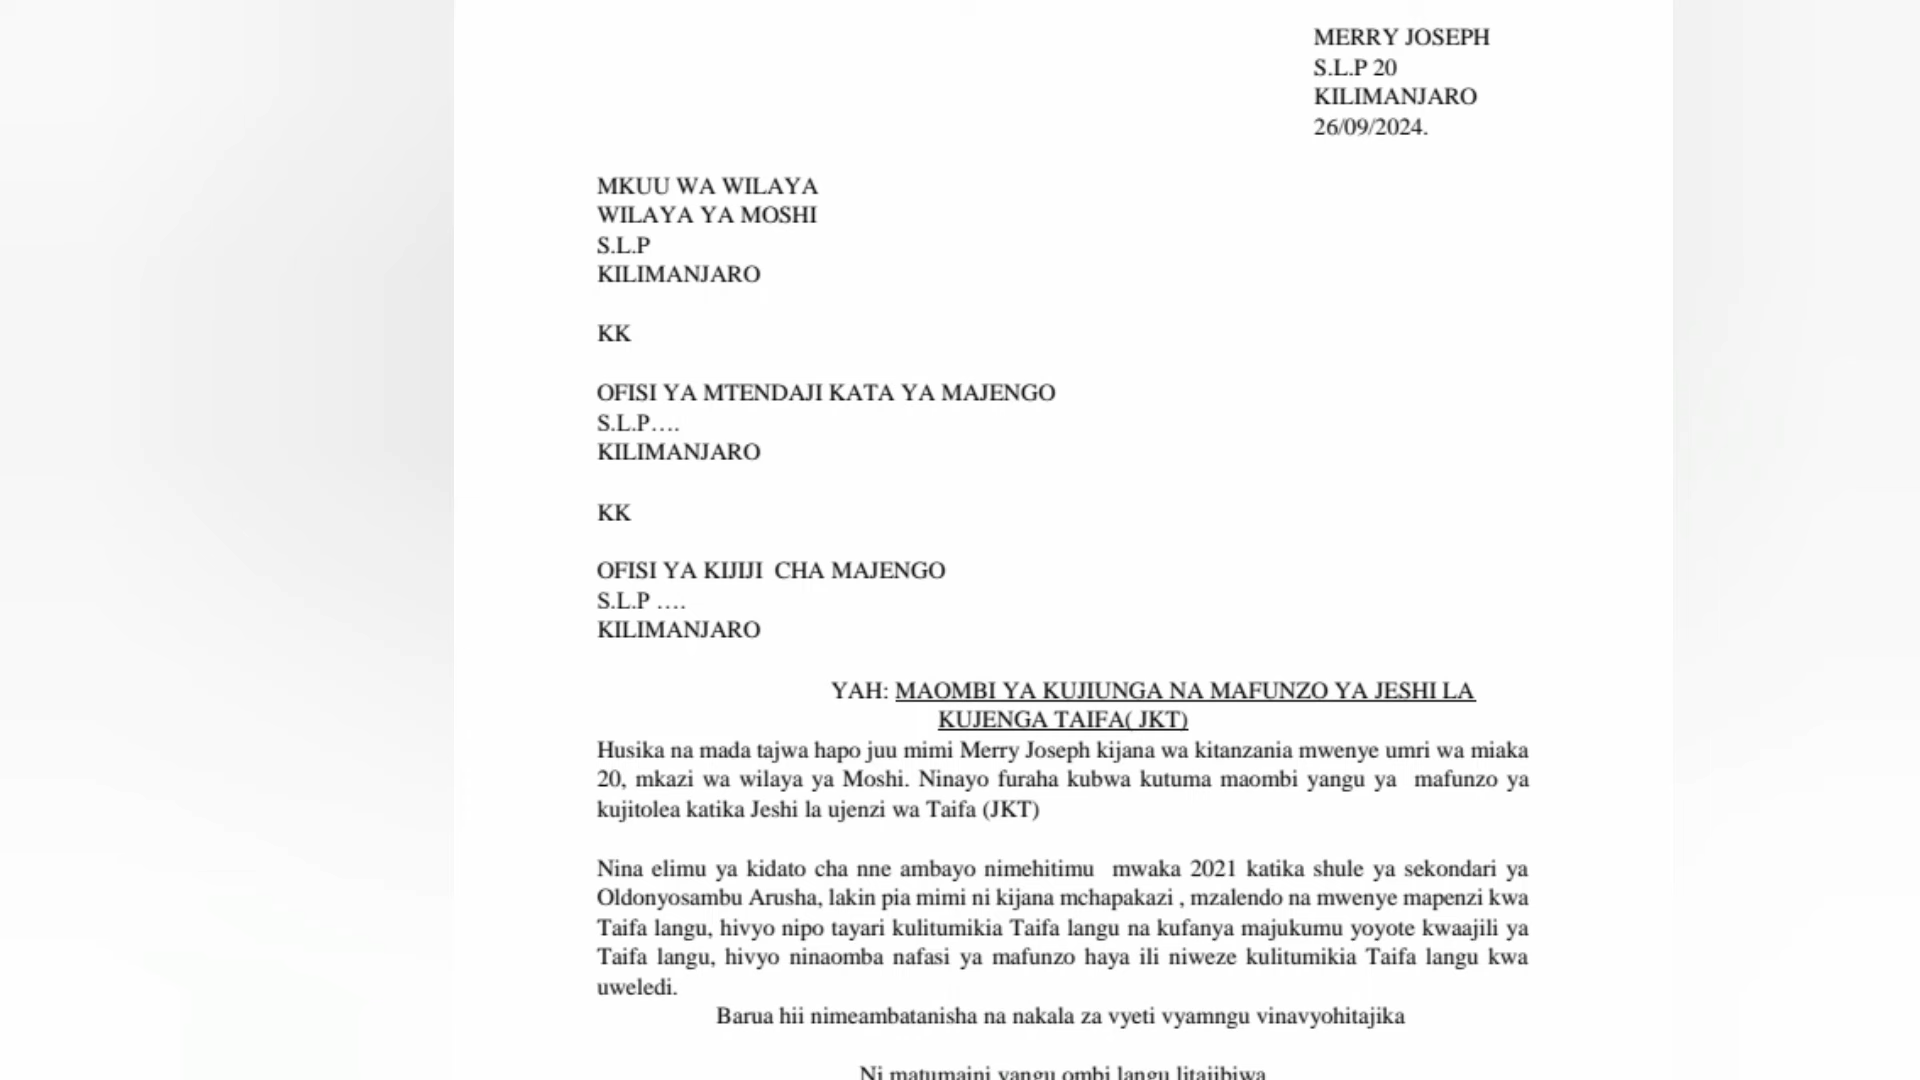 MERRY JOSEPH
S.L.P 20
KILIMANJARO
26/09/2024.
MKUU WA WILAYA
WILAYA YA MOSHI
S.L.P
KILIMANJARO
KK
OFISI YA MTENDAJI KATA YA MAJENGO
S.L.P….
KILIMANJARO
KK
OFISI YA KIJIJI CHA MAJENGO
S.L.P ….
KILIMANJARO
YAH: MAOMBI YA KUJIUNGA NA MAFUNZO YA JESHI LA
KUJENGA TAIFA( JKT)
Husika na mada tajwa hapo juu mimi Merry Joseph kijana wa kitanzania mwenye umri wa miaka
20, mkazi wa wilaya ya Moshi. Ninayo furaha kubwa kutuma maombi yangu ya mafunzo ya
kujitolea katika Jeshi la ujenzi wa Taifa (JKT)
Nina elimu ya kidato cha nne ambayo nimehitimu mwaka 2021 katika shule ya sekondari ya
Oldonyosambu Arusha, lakin pia mimi ni kijana mchapakazi , mzalendo na mwenye mapenzi kwa
Taifa langu, hivyo nipo tayari kulitumikia Taifa langu na kufanya majukumu yoyote kwaajili ya
Taifa langu, hivyo ninaomba nafasi ya mafunzo haya ili niweze kulitumikia Taifa langu kwa
uweledi.
Barua hii nimeambatanisha na nakala za vyeti vyamngu vinavyohitajika
Ni matumaini yangu ombi langu litajibiwa